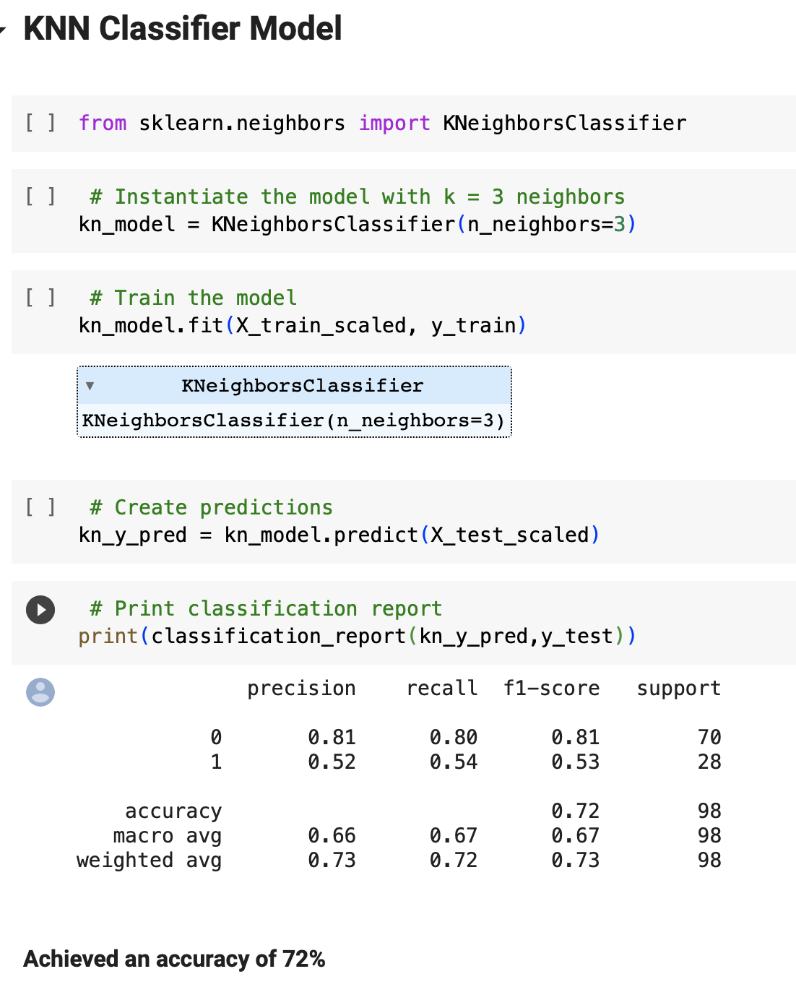 KNN Classifier Model
[ ] from sklearn.neighbors import KNeighborsClassifier
[ ] # Instantiate the model with k = 3 neighbors
kn_model = KNeighborsClassifier(n_neighbors=3)
[ ] # Train the model
kn_model.fit(X_train_scaled, y_train)
▼ KNeighborsClassifier
KNeighborsClassifier(n_neighbors=3)
[ ] # Create predictions
kn_y_pred = kn_model.predict(X_test_scaled)
# Print classification report
print(classification_report(kn_y_pred,y_test))
precision recall f1-score support
0 0.81 0.80 0.81 70
1 0.52 0.54 0.53 28
accuracy 0.72 98
macro avg 0.66 0.67 0.67 98
weighted avg 0.73 0.72 0.73 98
Achieved an accuracy of 72%